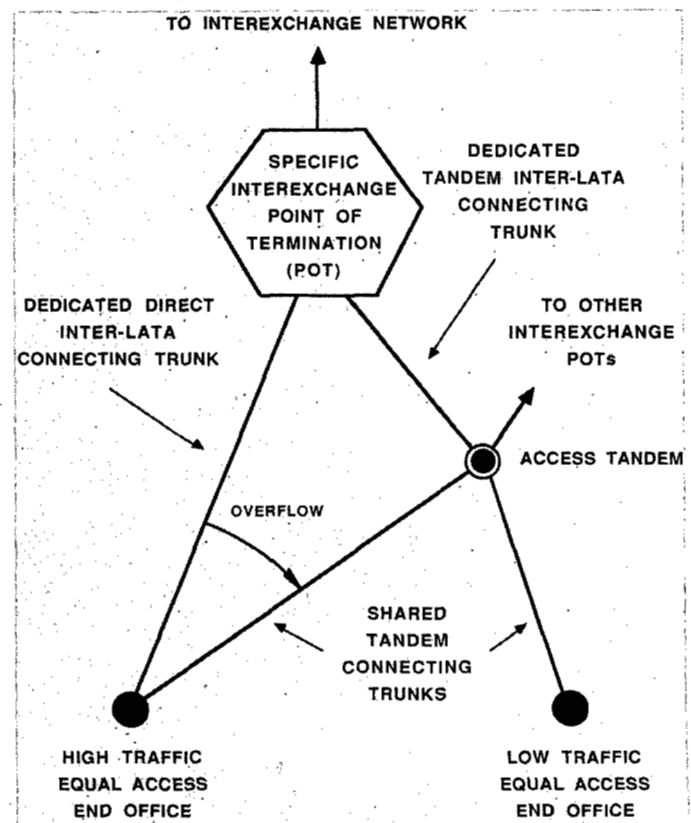 TO INTEREXCHANGE NETWORK
SPECIFIC
INTEREXCHANGE
POINT OF
TERMINATION
(POT)
DEDICATED
TANDEM INTER-LATA
CONNECTING
TRUNK
DEDICATED DIRECT
INTER-LATA
CONNECTING TRUNK
TO OTHER
INTEREXCHANGE
POTs
ACCESS TANDEM
OVERFLOW
SHARED
TANDEM
CONNECTING
TRUNKS
HIGH TRAFFIC
EQUAL ACCESS
END OFFICE
LOW TRAFFIC
EQUAL ACCESS
END OFFICE